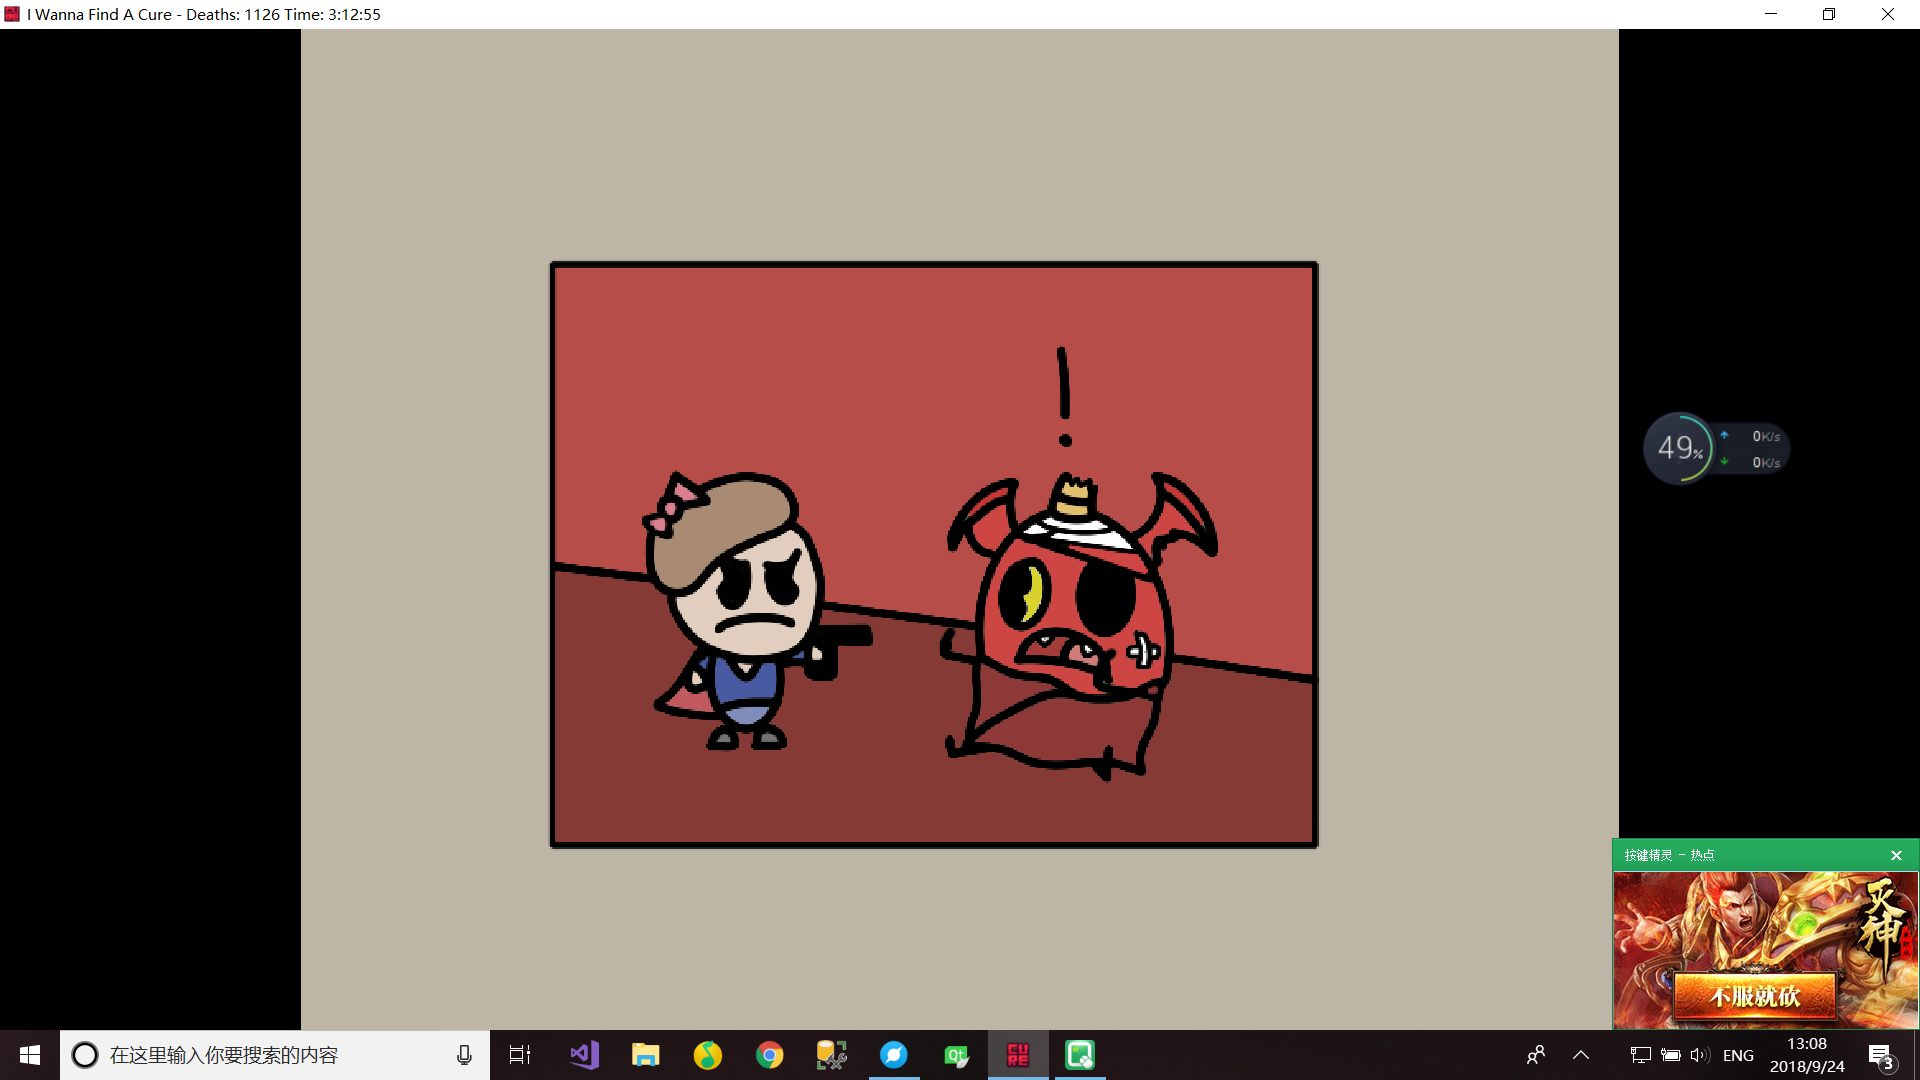 I Wanna Find A Cure - Deaths: 1126 Time: 3:12:55
49%
0K/s
0K/s
按键精灵 - 热点
灭神
不服就砍
在这里输入你要搜索的内容
Qt
CURE
ENG
13:08
2018/9/24
3